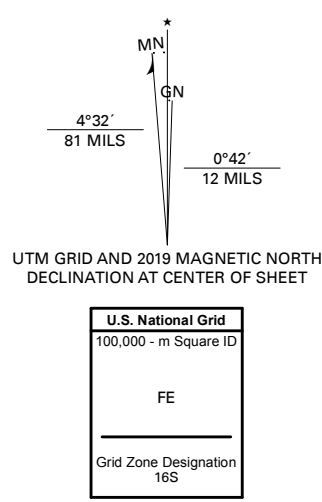 MN
GN
4°32´
81 MILS
0°42´
12 MILS
UTM GRID AND 2019 MAGNETIC NORTH
DECLINATION AT CENTER OF SHEET
U.S. National Grid
100,000 - m Square ID
FE
Grid Zone Designation
16S